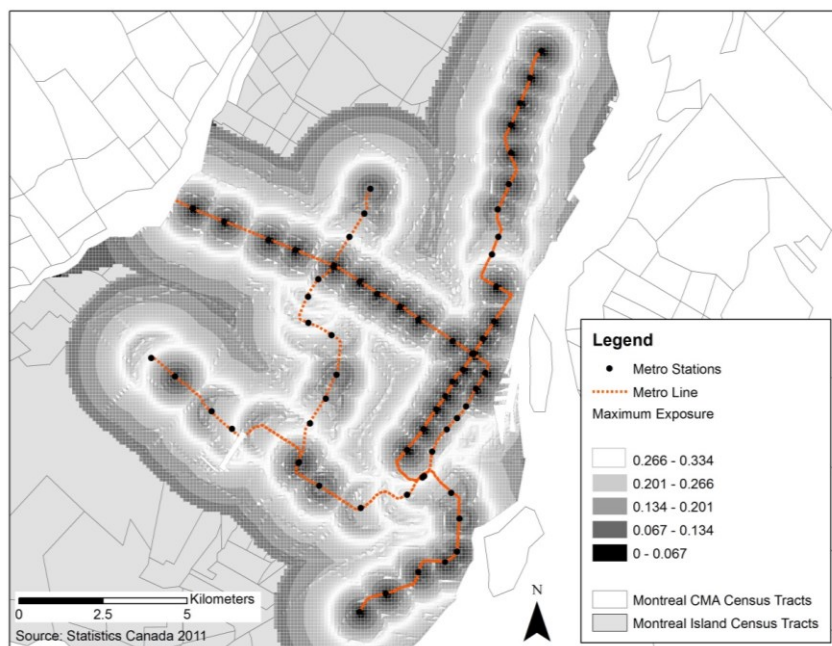 Legend
Metro Stations
Metro Line
Maximum Exposure
0.266 - 0.334
0.201 - 0.266
0.134 - 0.201
0.067 - 0.134
0 - 0.067
Montreal CMA Census Tracts
Montreal Island Census Tracts
N
Kilometers
0 2.5 5
Source: Statistics Canada 2011